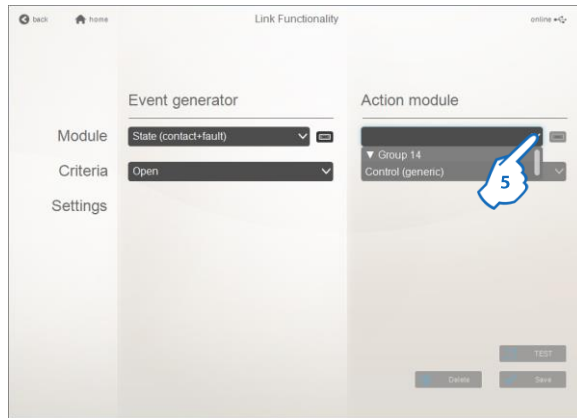 back home Link Functionality online
Event generator Action module
Module State (contact+fault)
▼ Group 14
Criteria Open Control (generic)
5
Settings
TEST
Delete Save